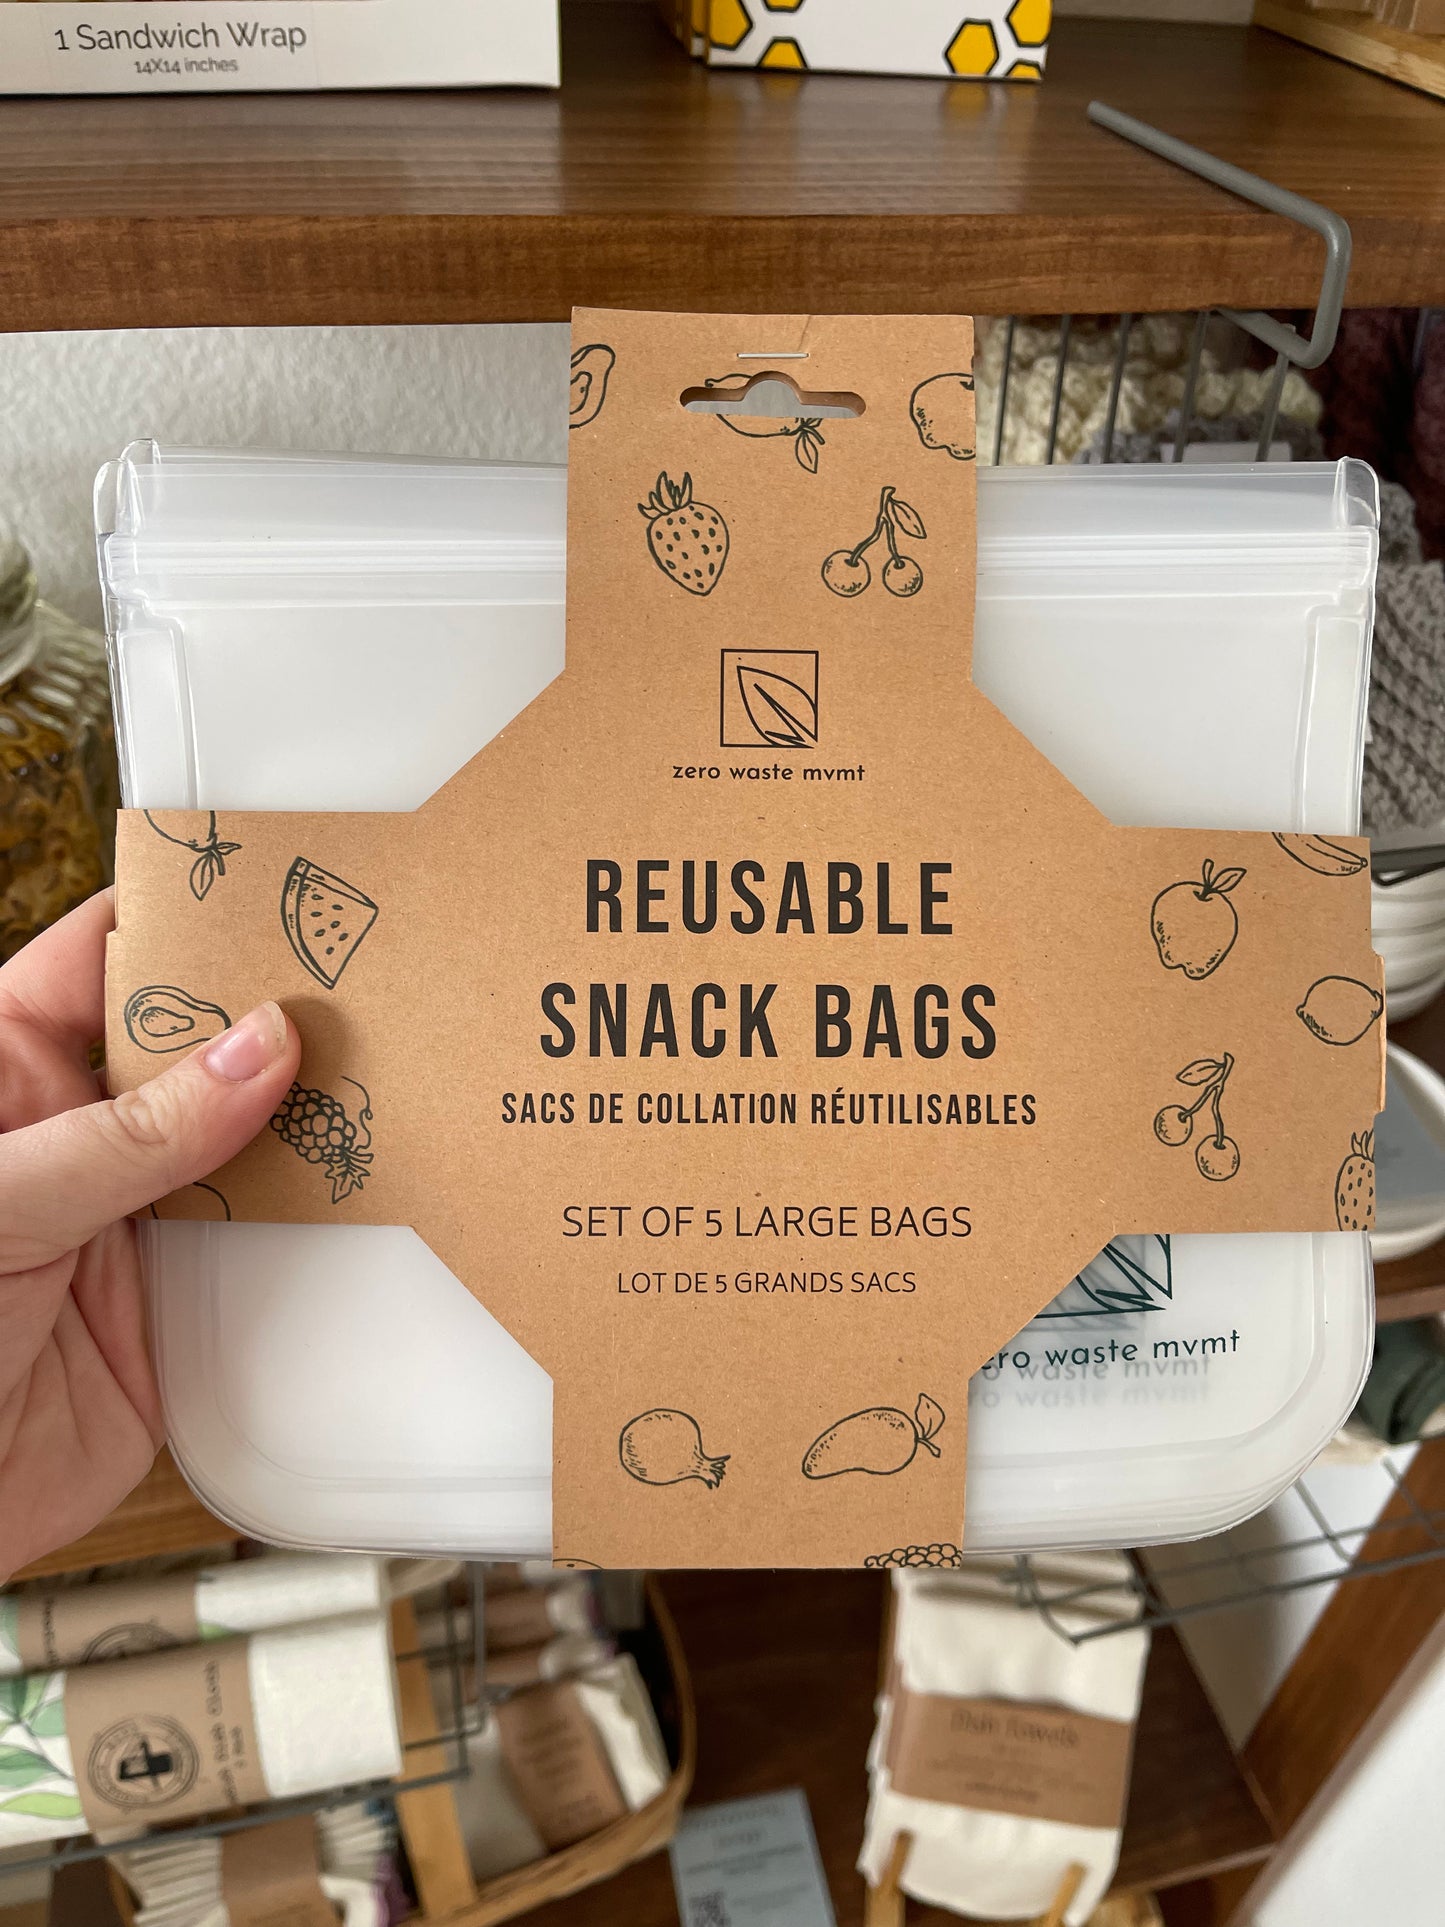 1 Sandwich Wrap
14X14 inches
zero waste mvmt
REUSABLE
SNACK BAGS
SACS DE COLLATION RÉUTILISABLES
SET OF 5 LARGE BAGS
LOT DE 5 GRANDS SACS
ero waste mvmt
Dish Towels